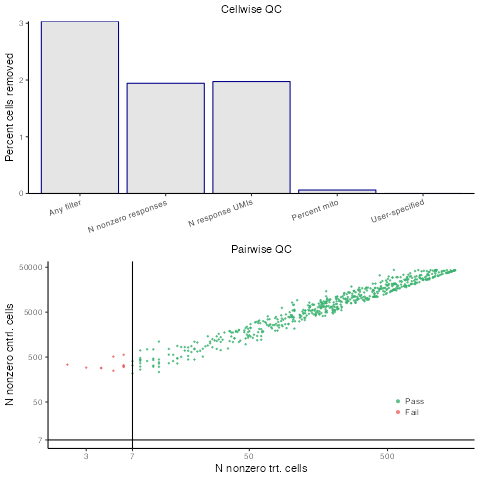 Cellwise QC
Percent cells removed
3
2
1
0
Any filter
N nonzero responses
N response UMIs
Percent mito
User-specified
Pairwise QC
N nonzero cntrl. cells
50000
5000
500
50
7
Pass
Fail
3
7
50
500
N nonzero trt. cells